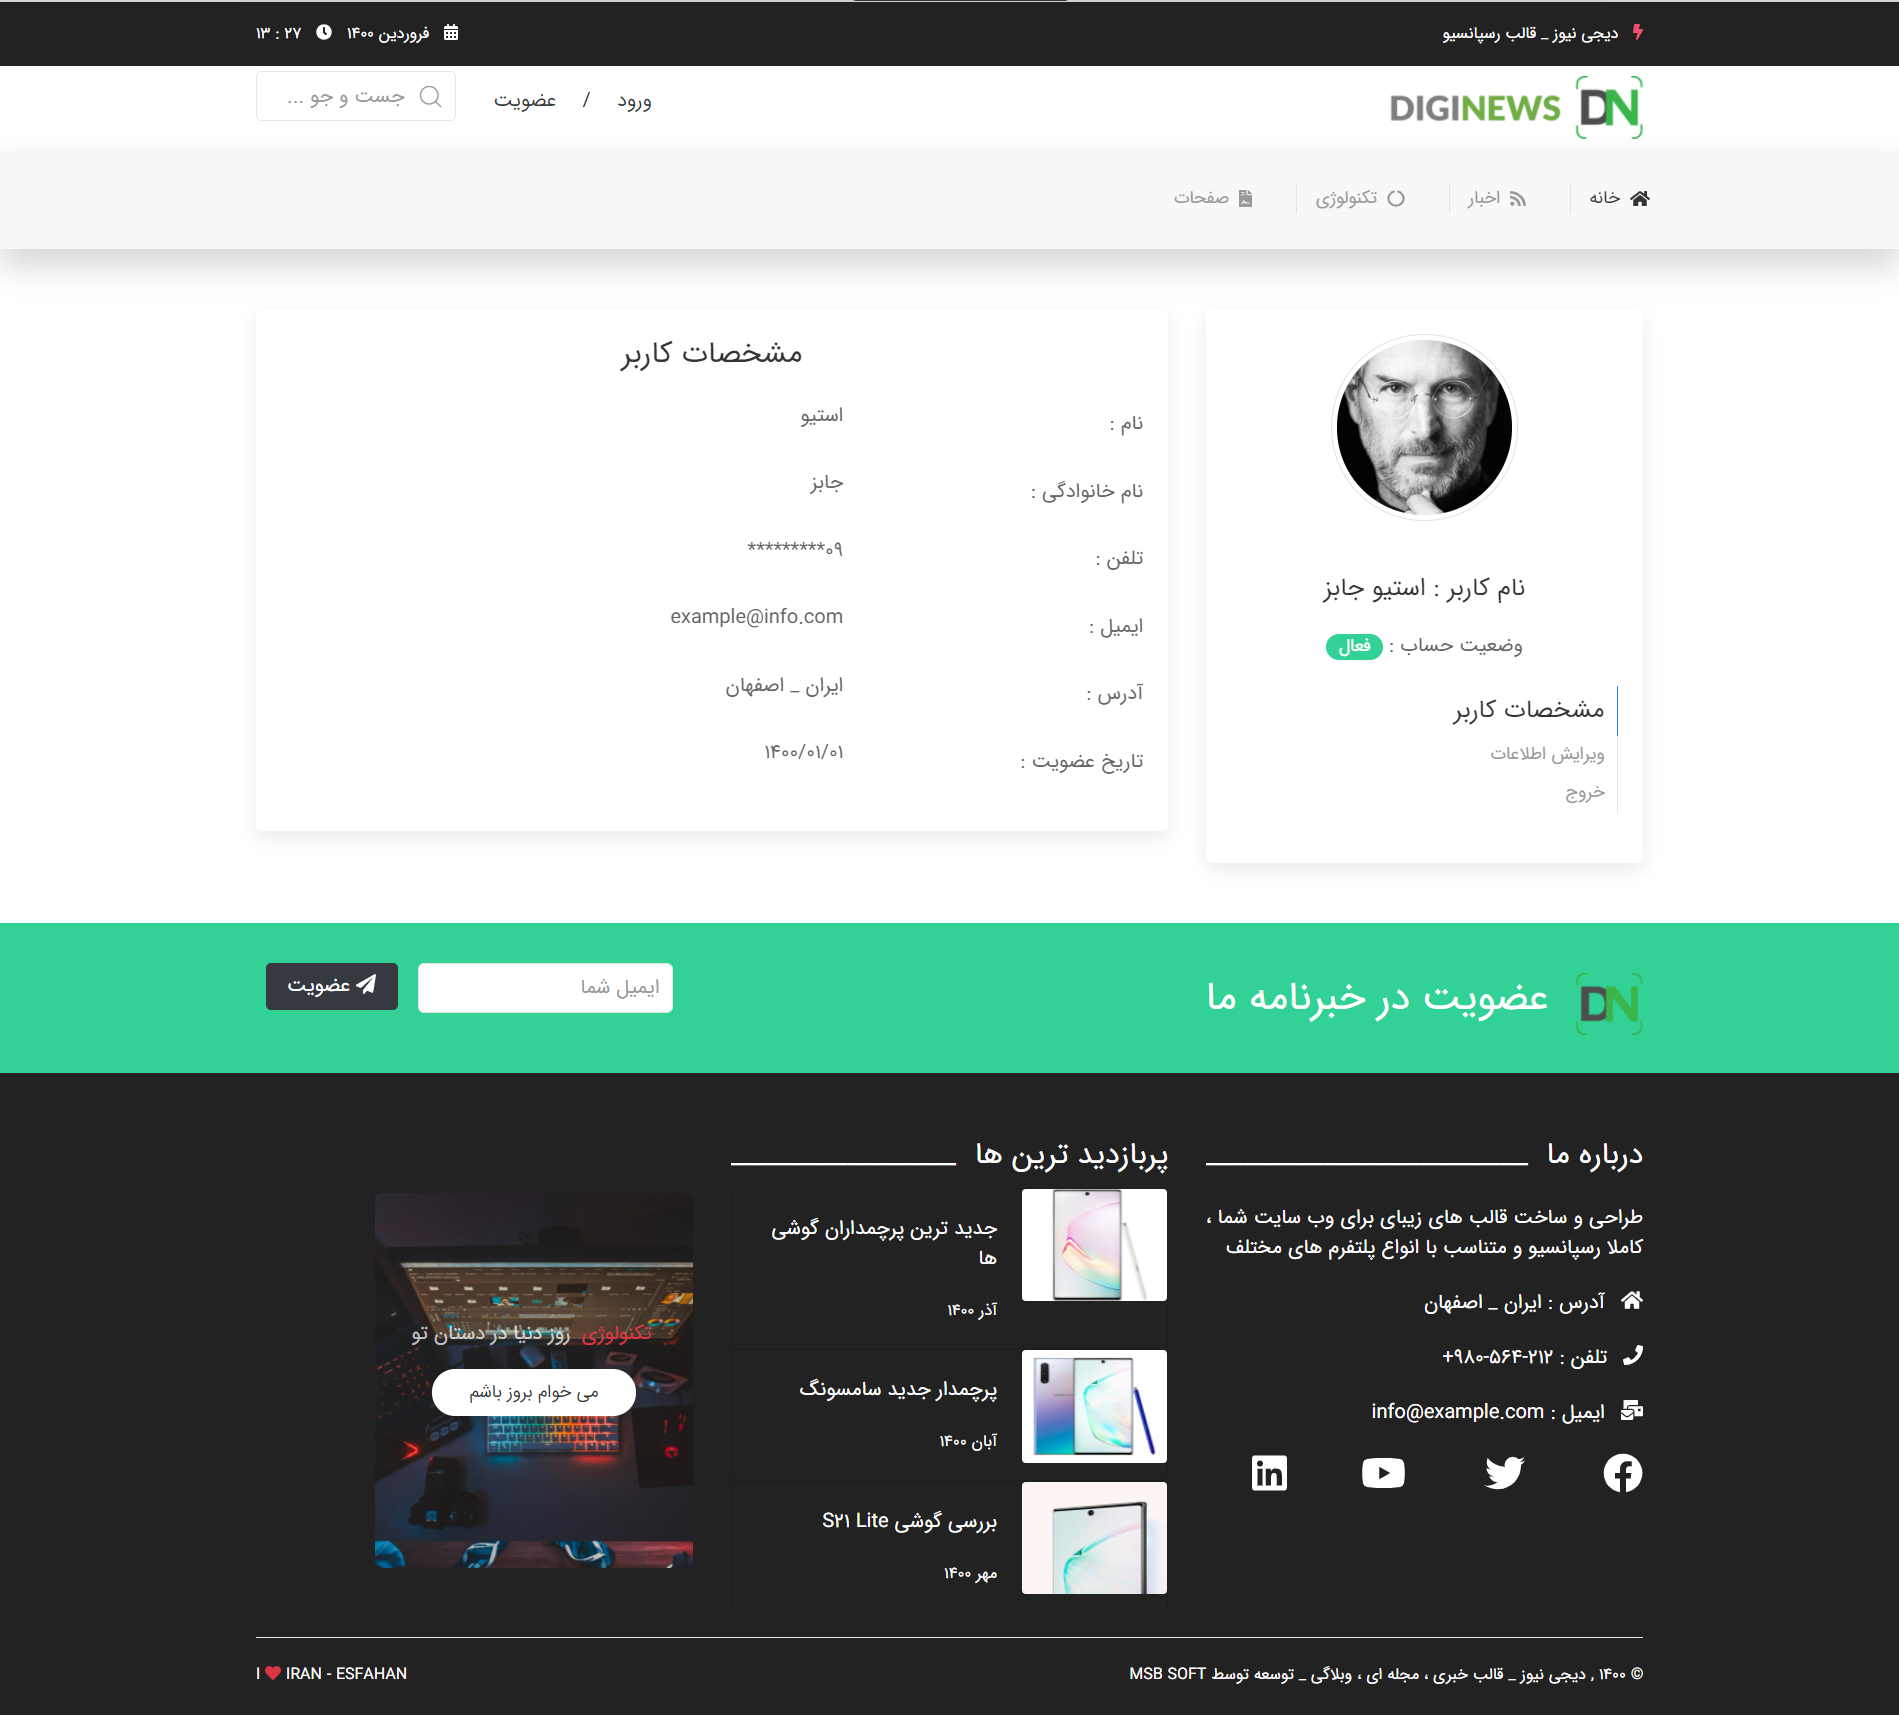 دیجی نیوز _ قالب رسپانسیو
فروردین ۱۴۰۰
۱۳ : ۲۷
DIGINEWS DN
ورود / عضویت
جست و جو ...
خانه
اخبار
تکنولوژی
صفحات
نام کاربر : استیو جابز
وضعیت حساب : فعال
مشخصات کاربر
ویرایش اطلاعات
خروج
مشخصات کاربر
نام : استیو
نام خانوادگی : جابز
تلفن : ۰۹*********
ایمیل : example@info.com
آدرس : ایران _ اصفهان
تاریخ عضویت : ۱۴۰۰/۰۱/۰۱
DN
عضویت در خبرنامه ما
ایمیل شما
عضویت
درباره ما
طراحی و ساخت قالب های زیبای برای وب سایت شما ،
کاملا رسپانسیو و متناسب با انواع پلتفرم های مختلف
آدرس : ایران _ اصفهان
تلفن : ۲۱۲-۵۶۴-۹۸۰+
ایمیل : info@example.com
پربازدید ترین ها
جدید ترین پرچمداران گوشی
ها
آذر ۱۴۰۰
پرچمدار جدید سامسونگ
آبان ۱۴۰۰
بررسی گوشی S۲۱ Lite
مهر ۱۴۰۰
تکنولوژی روز دنیا در دستان تو
می خوام بروز باشم
© ۱۴۰۰ , دیجی نیوز _ قالب خبری ، مجله ای ، وبلاگی _ توسعه توسط MSB SOFT
I ❤ IRAN - ESFAHAN